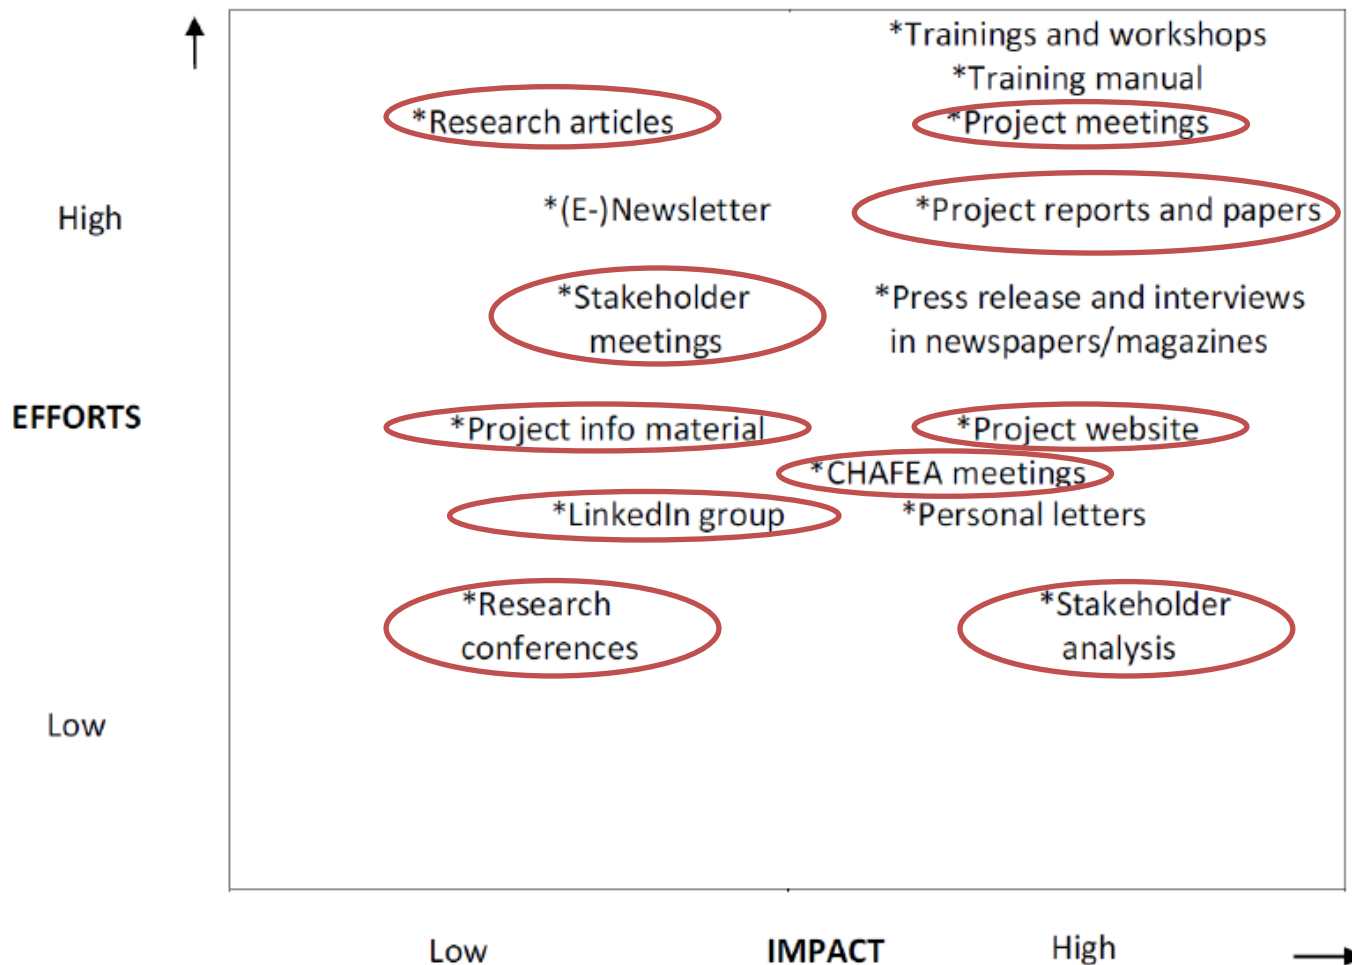 *Trainings and workshops
*Training manual
*Research articles
*Project meetings
High
*(E-)Newsletter
*Project reports and papers
*Stakeholder
meetings
*Press release and interviews
in newspapers/magazines
EFFORTS
*Project info material
*Project website
*CHAFEA meetings
*LinkedIn group
*Personal letters
*Research
conferences
*Stakeholder
analysis
Low
Low
IMPACT
High